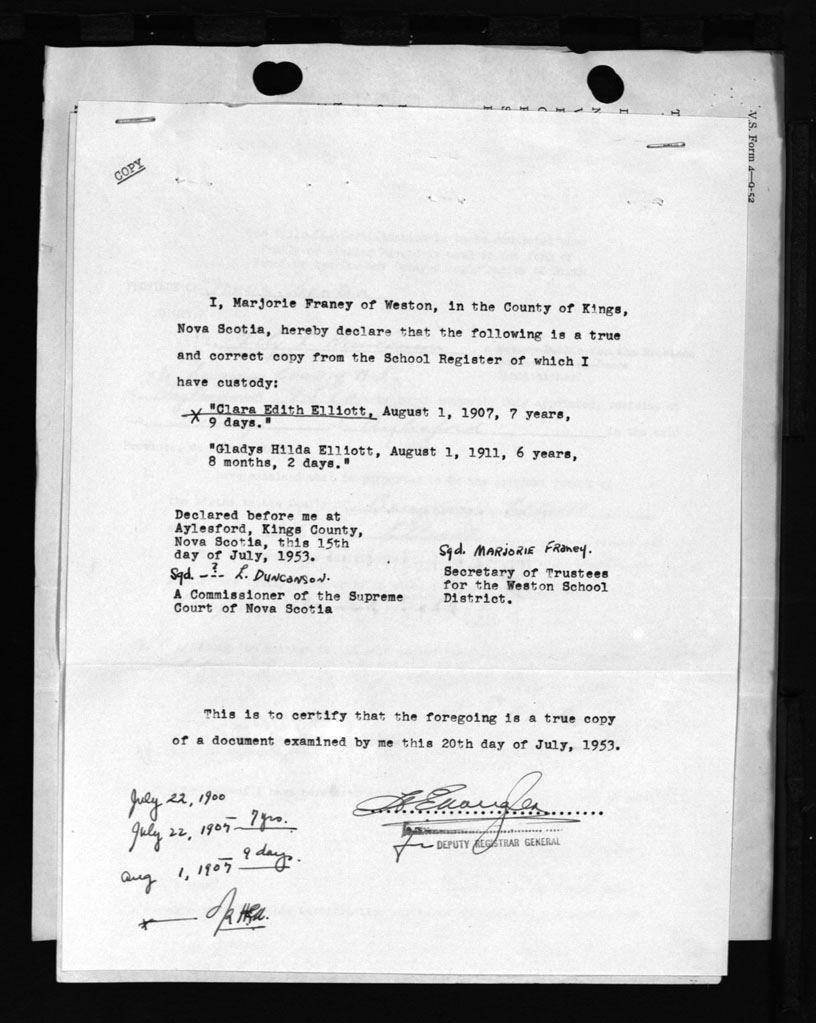 V.S. Form 4—9-52
COPY
I, Marjorie Franey of Weston, in the County of Kings,
Nova Scotia, hereby declare that the following is a true
and correct copy from the School Register of which I
have custody:
X "Clara Edith Elliott, August 1, 1907, 7 years,
9 days."
"Gladys Hilda Elliott, August 1, 1911, 6 years,
8 months, 2 days."
Declared before me at
Aylesford, Kings County,
Nova Scotia, this 15th
day of July, 1953.
Sgd. --?-- L. Duncanson.
A Commissioner of the Supreme
Court of Nova Scotia
Sgd. MARJORIE Franey.
Secretary of Trustees
for the Weston School
District.
This is to certify that the foregoing is a true copy
of a document examined by me this 20th day of July, 1953.
DEPUTY REGISTRAR GENERAL
July 22, 1900
July 22, 1907 — 7 yrs.
Aug 1, 1907 — 9 days.
x